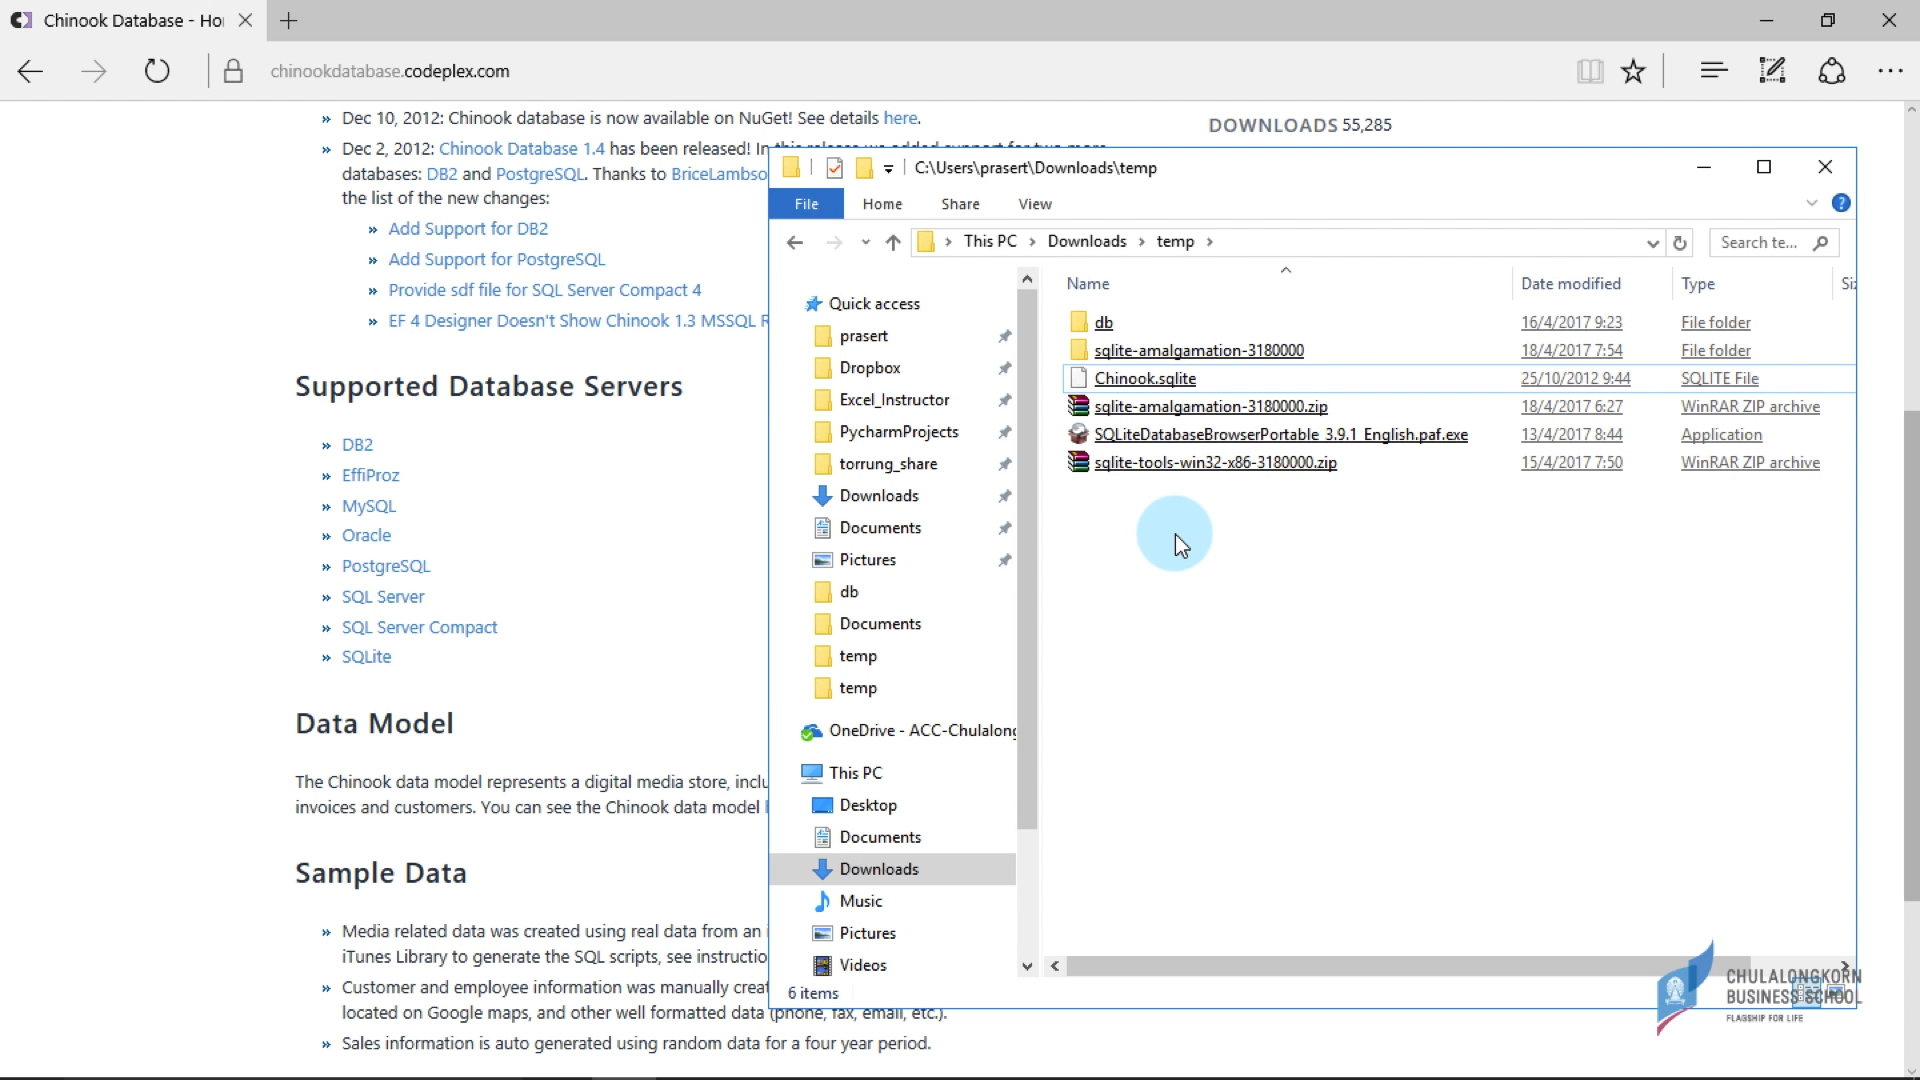 Chinook Database - Ho
chinookdatabase.codeplex.com
Dec 10, 2012: Chinook database is now available on NuGet! See details here.
DOWNLOADS 55,285
Dec 2, 2012: Chinook Database 1.4 has been released! In this release we added support for two more
databases: DB2 and PostgreSQL. Thanks to BriceLambso
the list of the new changes:
» Add Support for DB2
» Add Support for PostgreSQL
» Provide sdf file for SQL Server Compact 4
» EF 4 Designer Doesn't Show Chinook 1.3 MSSQL
Supported Database Servers
» DB2
» EffiProz
» MySQL
» Oracle
» PostgreSQL
» SQL Server
» SQL Server Compact
» SQLite
Data Model
The Chinook data model represents a digital media store, inclu
invoices and customers. You can see the Chinook data model
Sample Data
» Media related data was created using real data from an
iTunes Library to generate the SQL scripts, see instructio
» Customer and employee information was manually creat
located on Google maps, and other well formatted data (phone, fax, email, etc.).
» Sales information is auto generated using random data for a four year period.
C:\Users\prasert\Downloads\temp
File Home Share View
This PC > Downloads > temp >
Search te...
Quick access
prasert
Dropbox
Excel_Instructor
PycharmProjects
torrung_share
Downloads
Documents
Pictures
db
Documents
temp
temp
OneDrive - ACC-Chulalong
This PC
Desktop
Documents
Downloads
Music
Pictures
Videos
6 items
Name Date modified Type Siz
db 16/4/2017 9:23 File folder
sqlite-amalgamation-3180000 18/4/2017 7:54 File folder
Chinook.sqlite 25/10/2012 9:44 SQLITE File
sqlite-amalgamation-3180000.zip 18/4/2017 6:27 WinRAR ZIP archive
SQLiteDatabaseBrowserPortable_3.9.1_English.paf.exe 13/4/2017 8:44 Application
sqlite-tools-win32-x86-3180000.zip 15/4/2017 7:50 WinRAR ZIP archive
CHULALONGKORN
BUSINESS SCHOOL
FLAGSHIP FOR LIFE